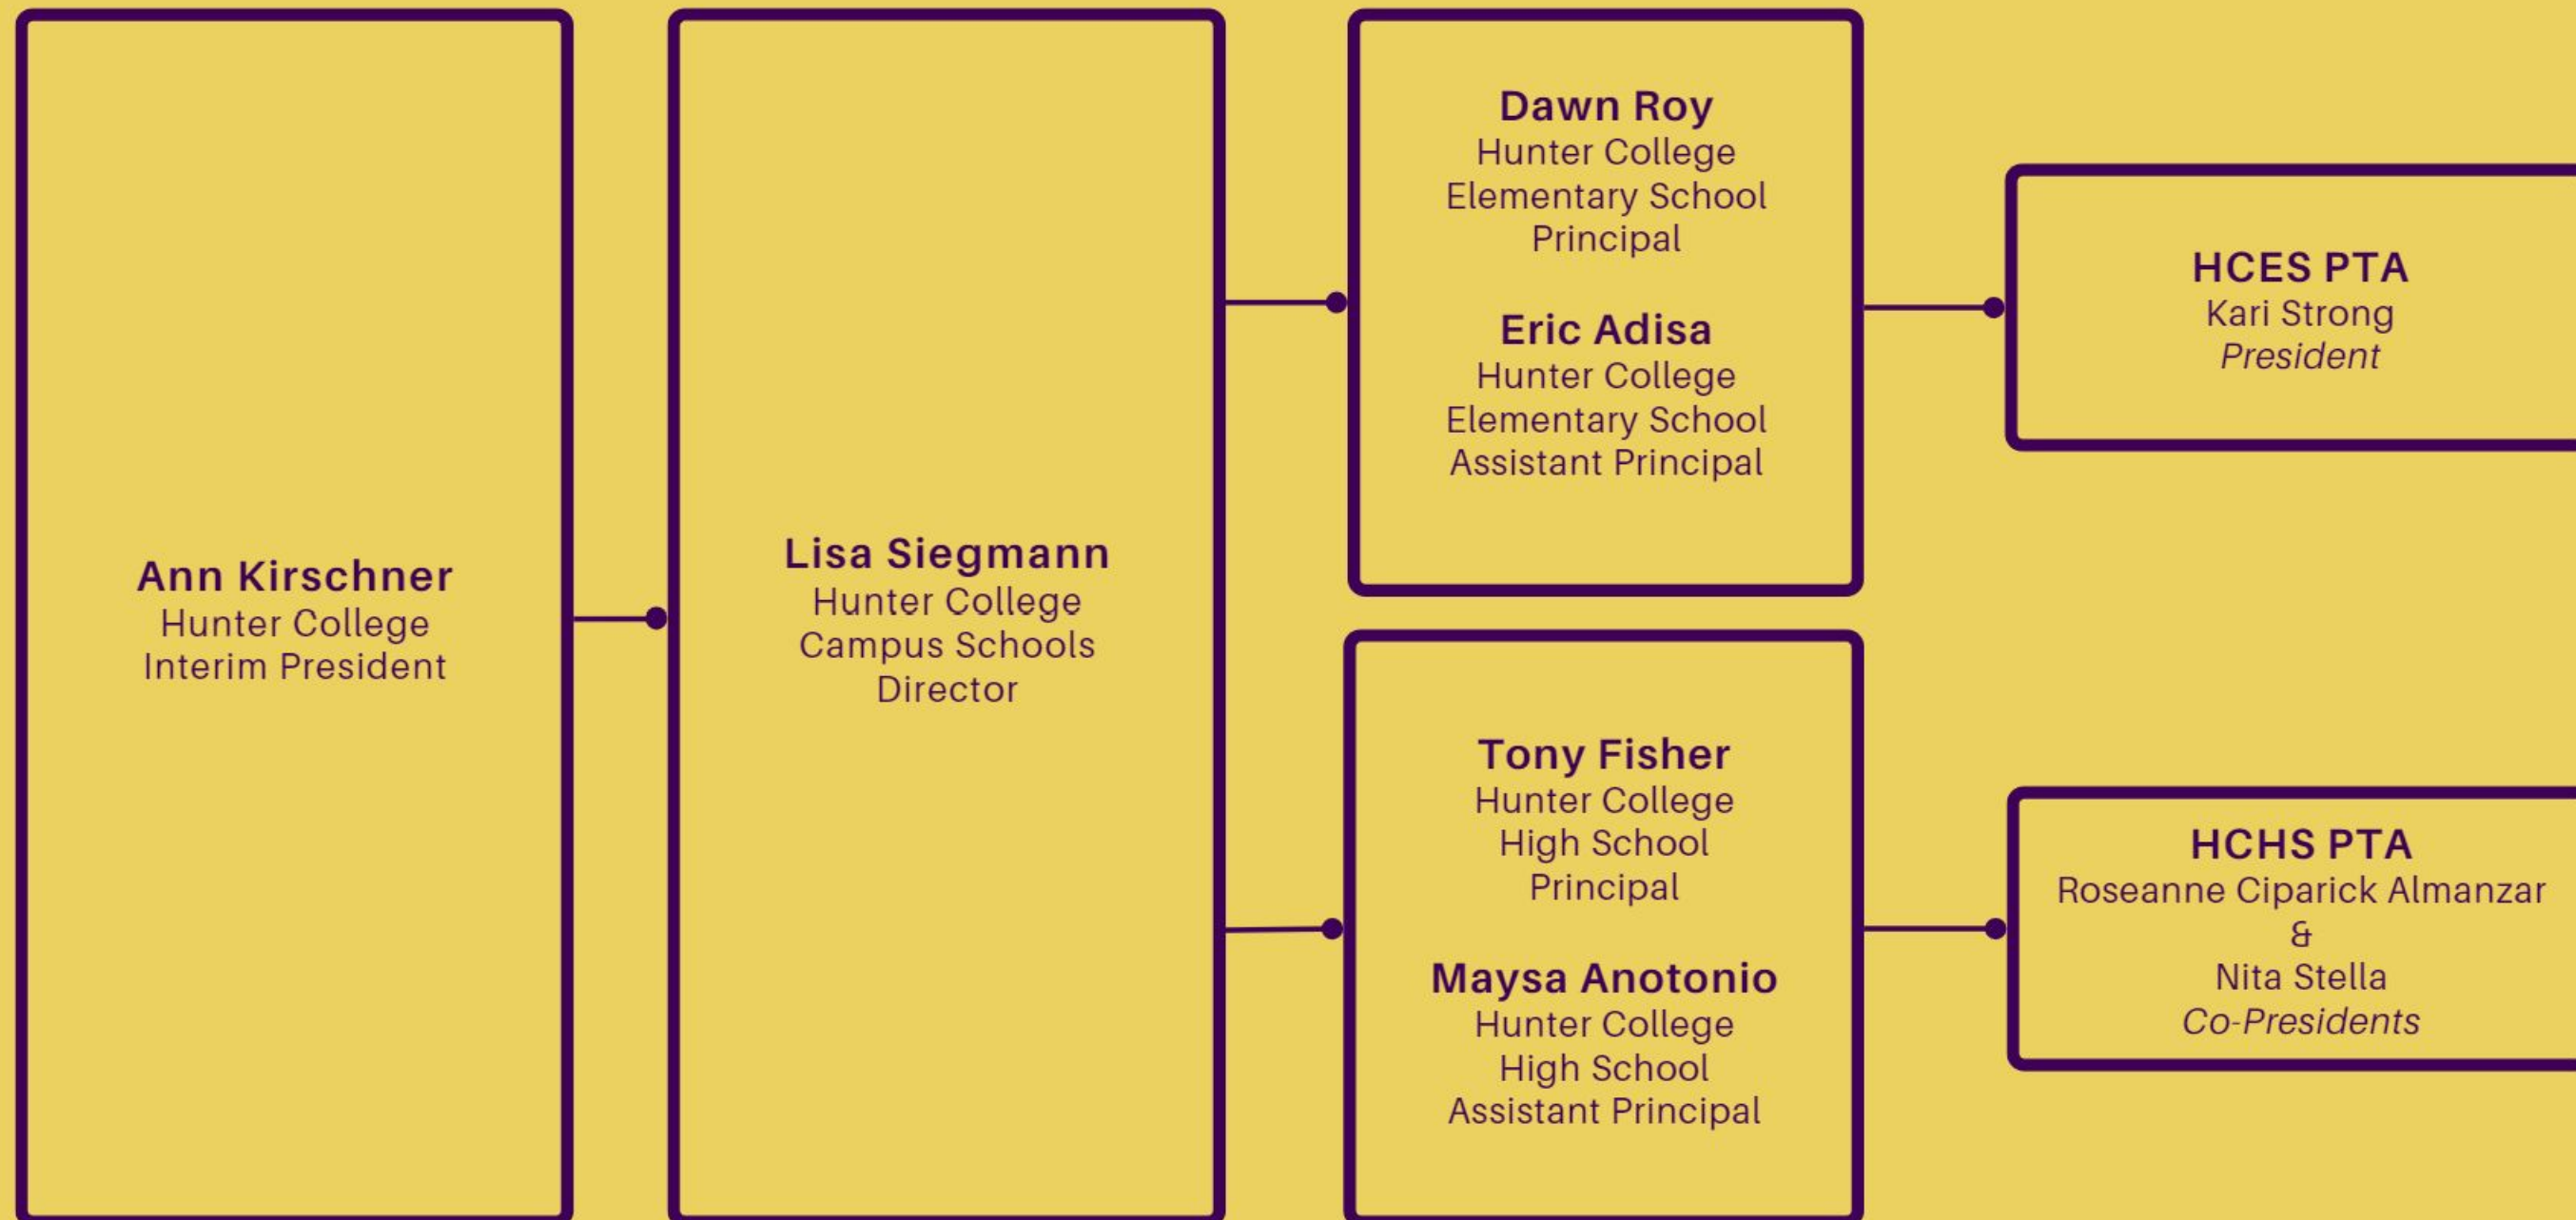 Ann Kirschner
Hunter College
Interim President
Lisa Siegmann
Hunter College
Campus Schools
Director
Dawn Roy
Hunter College
Elementary School
Principal
Eric Adisa
Hunter College
Elementary School
Assistant Principal
Tony Fisher
Hunter College
High School
Principal
Maysa Anotonio
Hunter College
High School
Assistant Principal
HCES PTA
Kari Strong
President
HCHS PTA
Roseanne Ciparick Almanzar
&
Nita Stella
Co-Presidents